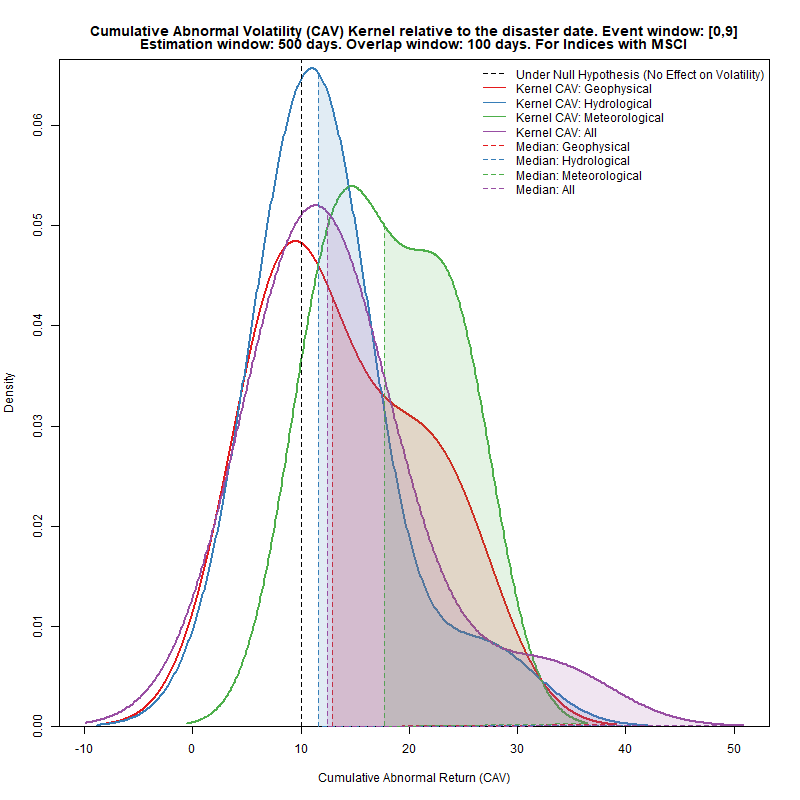 Cumulative Abnormal Volatility (CAV) Kernel relative to the disaster date. Event window: [0,9]
Estimation window: 500 days. Overlap window: 100 days. For Indices with MSCI
Under Null Hypothesis (No Effect on Volatility)
Kernel CAV: Geophysical
Kernel CAV: Hydrological
Kernel CAV: Meteorological
Kernel CAV: All
Median: Geophysical
Median: Hydrological
Median: Meteorological
Median: All
Density
0.06
0.05
0.04
0.03
0.02
0.01
0.00
-10 0 10 20 30 40 50
Cumulative Abnormal Return (CAV)